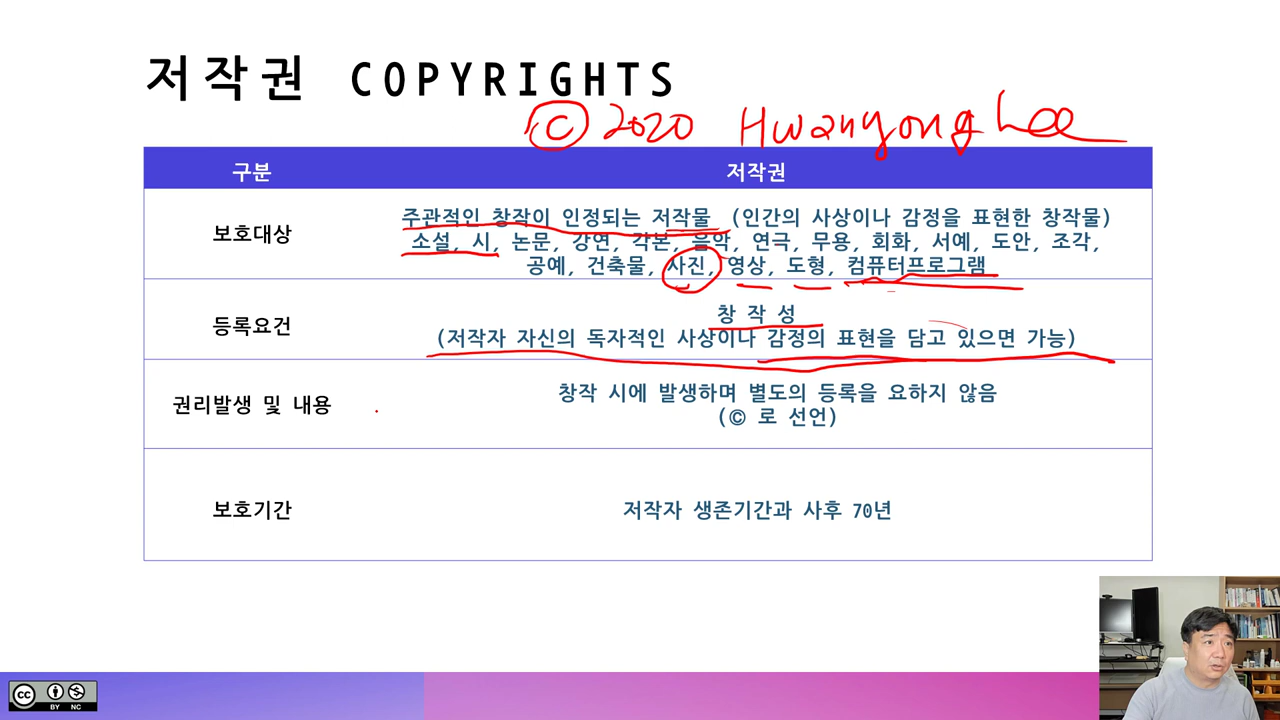 저작권 COPYRIGHTS
© 2020 Hwanyong Lee
구분 저작권
보호대상
주관적인 창작이 인정되는 저작물 (인간의 사상이나 감정을 표현한 창작물)
소설, 시, 논문, 강연, 각본, 음악, 연극, 무용, 회화, 서예, 도안, 조각,
공예, 건축물, 사진, 영상, 도형, 컴퓨터프로그램
등록요건
창 작 성
(저작자 자신의 독자적인 사상이나 감정의 표현을 담고 있으면 가능)
권리발생 및 내용
창작 시에 발생하며 별도의 등록을 요하지 않음
(© 로 선언)
보호기간
저작자 생존기간과 사후 70년
cc BY NC